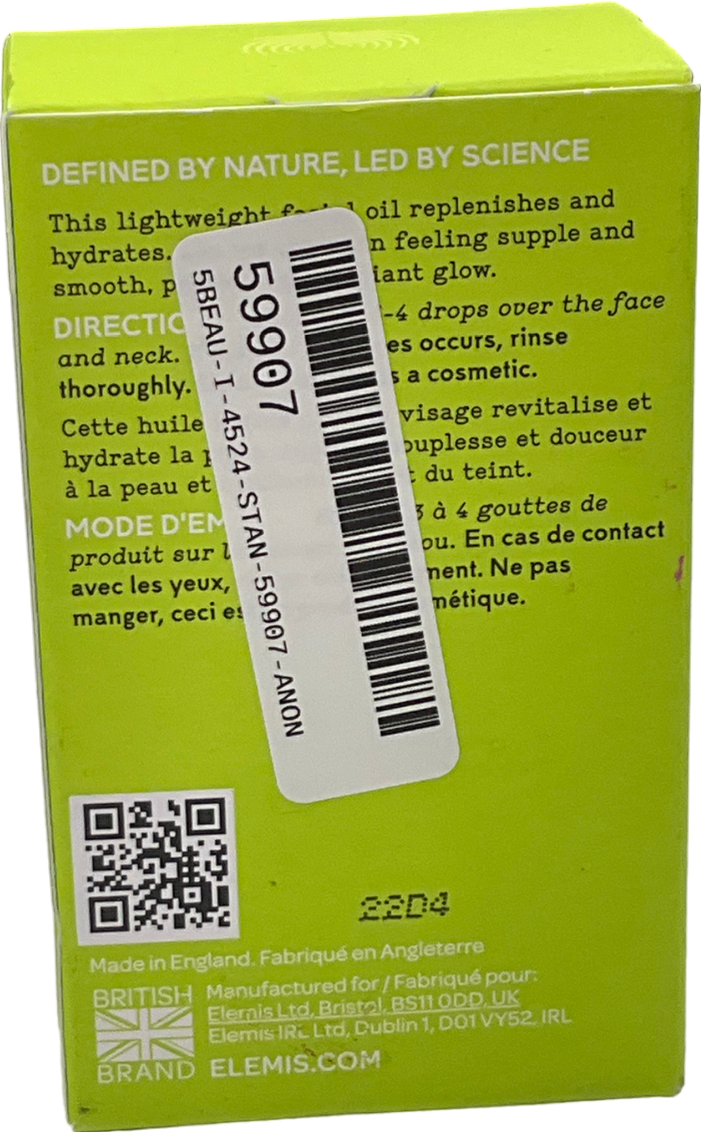 DEFINED BY NATURE, LED BY SCIENCE
This lightweight oil replenishes and
hydrates. n feeling supple and
smooth, p iant glow.
DIRECTIO -4 drops over the face
and neck. es occurs, rinse
thoroughly. s a cosmetic.
Cette huile visage revitalise et
hydrate la ouplesse et douceur
à la peau et t du teint.
MODE D'EM 3 à 4 gouttes de
produit sur l ou. En cas de contact
avec les yeux, ment. Ne pas
manger, ceci es métique.
59907
5BEAU-I-4524-STAN-59907-ANON
22D4
Made in England. Fabriqué en Angleterre
BRITISH
BRAND
Manufactured for / Fabriqué pour:
Elemis Ltd, Bristol, BS11 0DD, UK
Elemis IRL Ltd, Dublin 1, D01 VY52, IRL
ELEMIS.COM